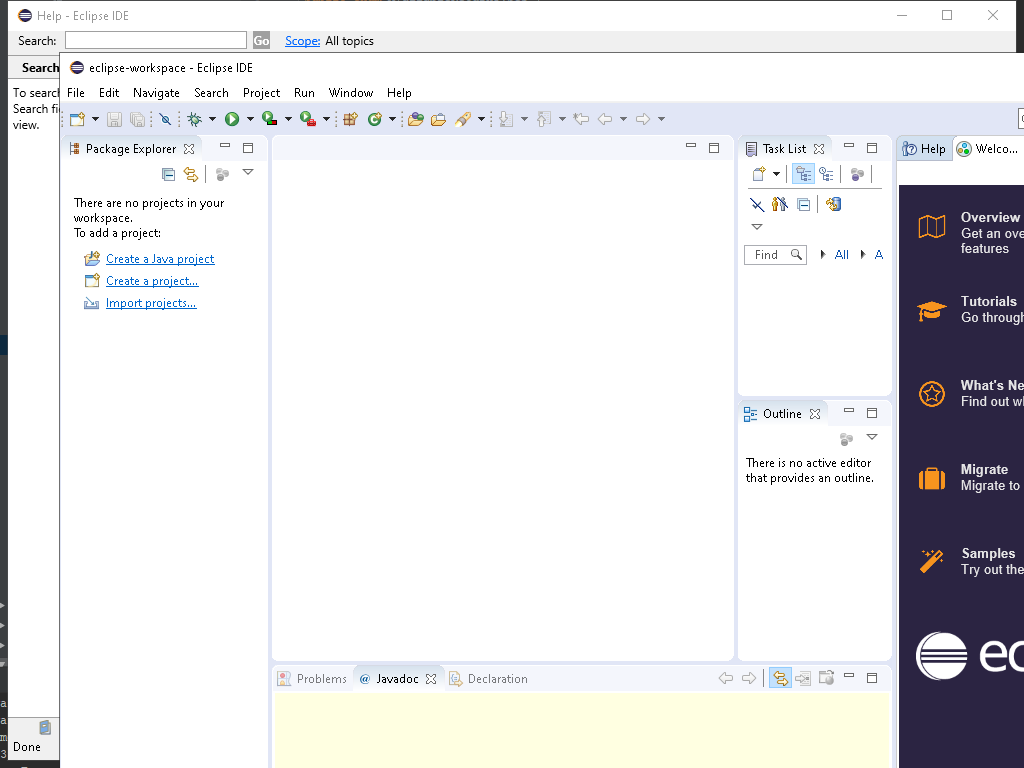 Help - Eclipse IDE
Search:
Go
Scope: All topics
Search
eclipse-workspace - Eclipse IDE
To search
Search fi
view.
File Edit Navigate Search Project Run Window Help
Package Explorer
Task List
Help
Welco...
There are no projects in your
workspace.
To add a project:
Create a Java project
Create a project...
Import projects...
Find
All
A
Overview
Get an ove
features
Tutorials
Go through
What's Ne
Find out wh
Outline
There is no active editor
that provides an outline.
Migrate
Migrate to
Samples
Try out the
ec
Problems
@ Javadoc
Declaration
Done